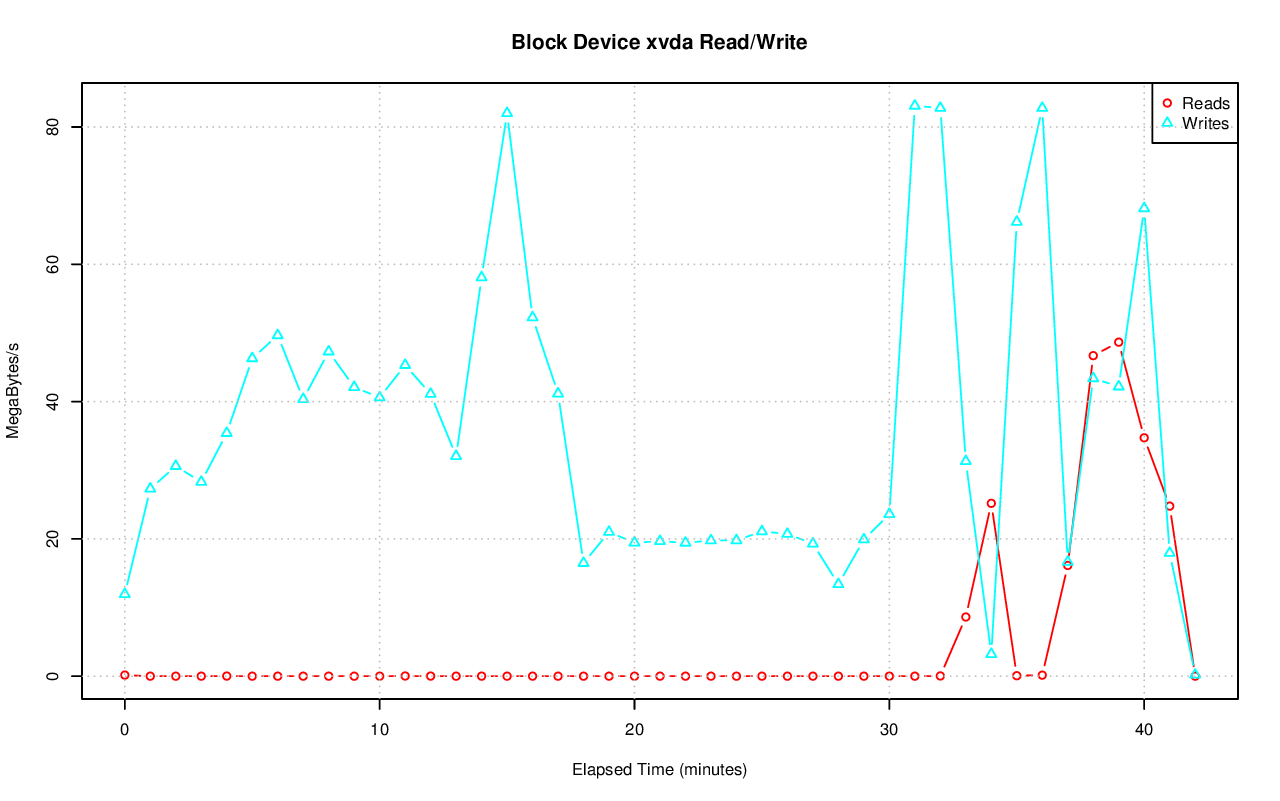 Block Device xvda Read/Write
Reads
Writes
MegaBytes/s
80
60
40
20
0
0 10 20 30 40
Elapsed Time (minutes)